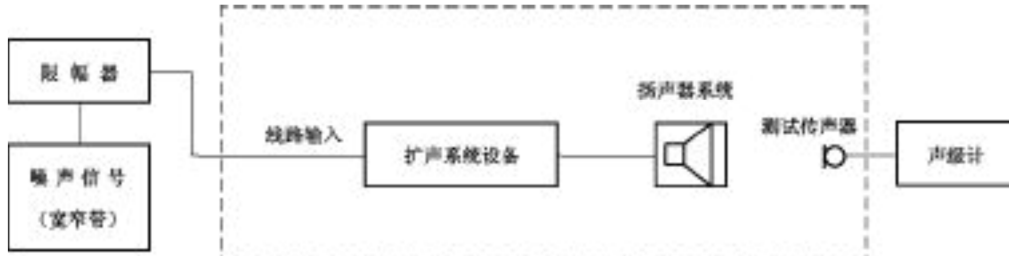 限幅器
噪声信号
（宽窄带）
线路输入
扩声系统设备
扬声器系统
测试传声器
声级计